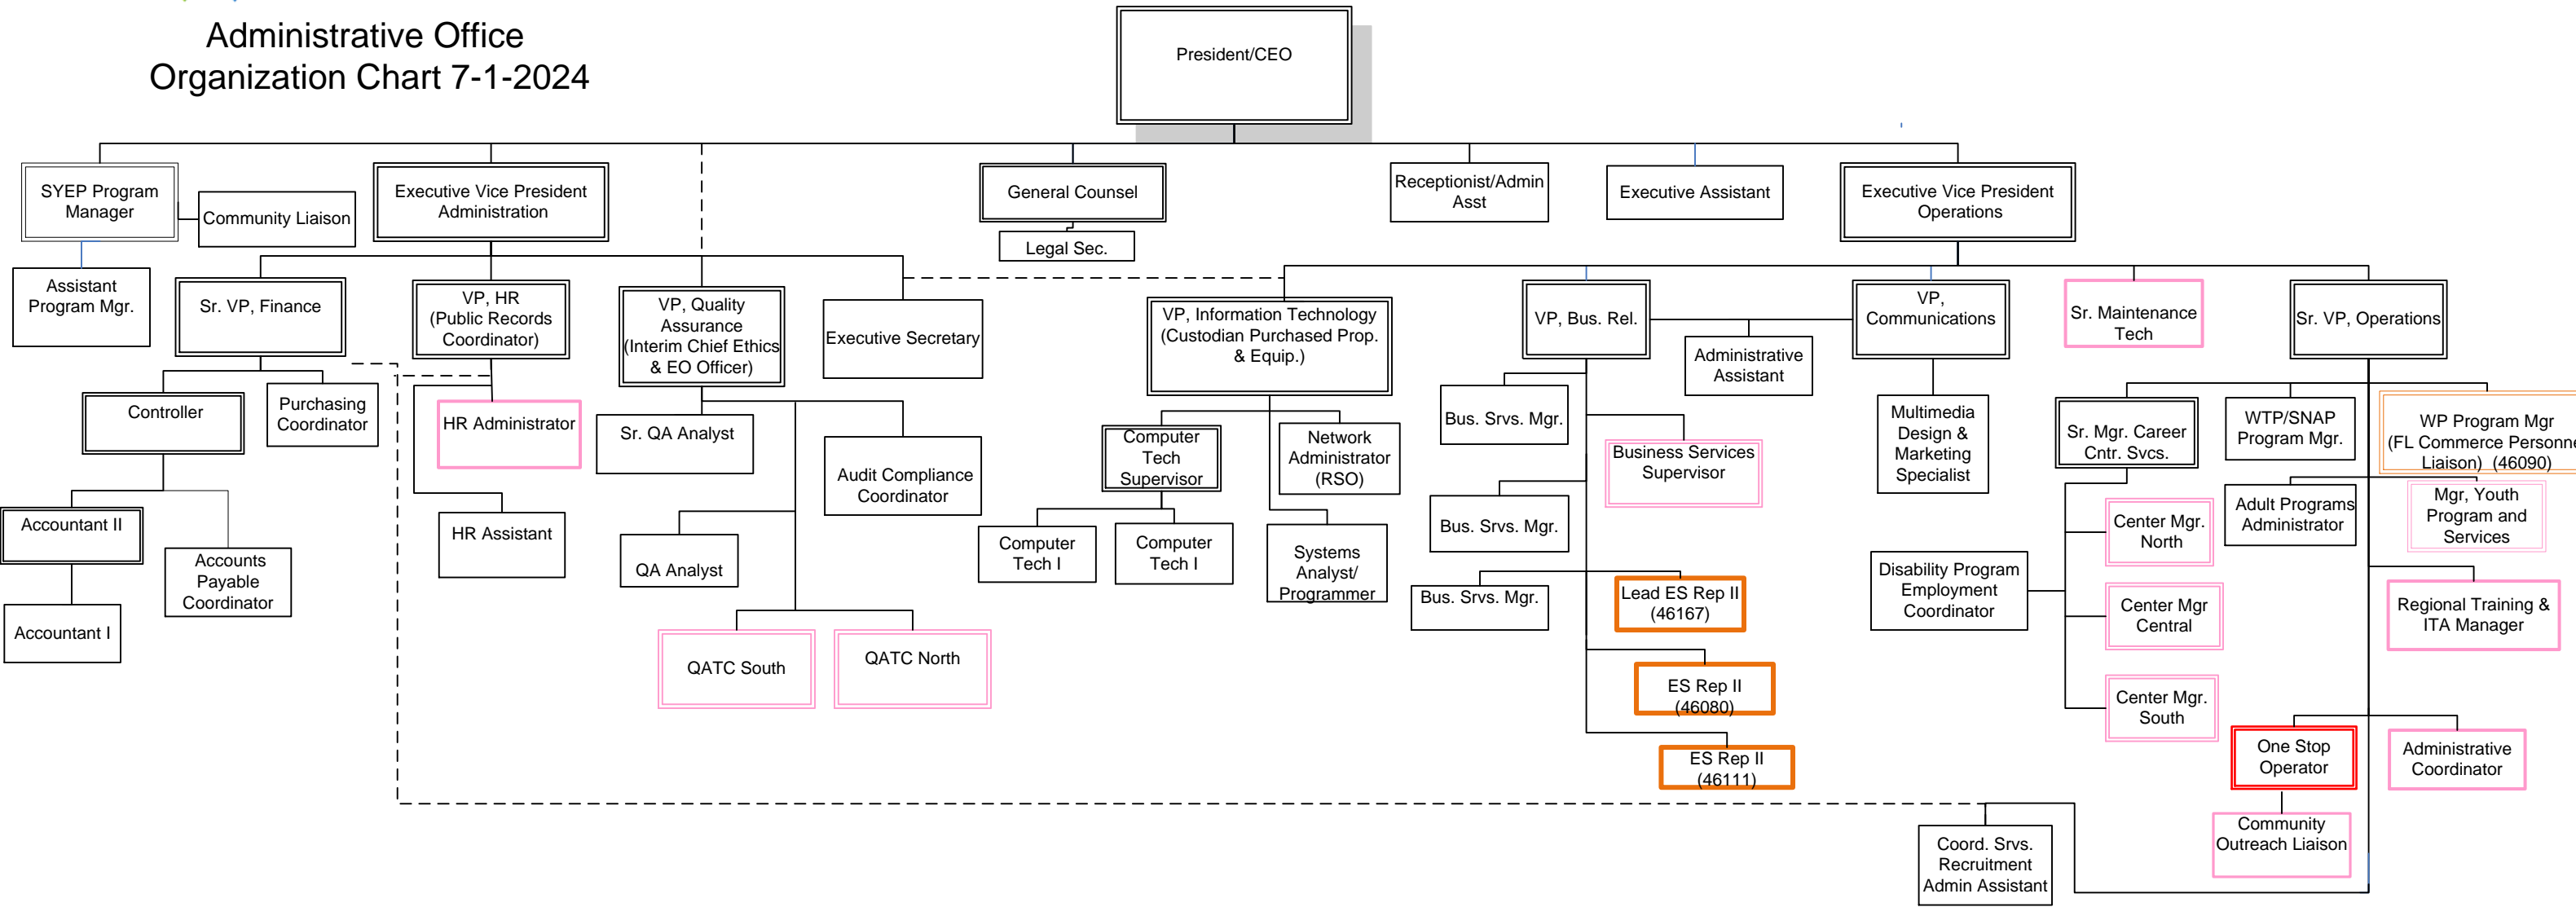 Administrative Office
Organization Chart 7-1-2024
President/CEO
SYEP Program
Manager
Community Liaison
Executive Vice President
Administration
General Counsel
Legal Sec.
Receptionist/Admin
Asst
Executive Assistant
Executive Vice President
Operations
Assistant
Program Mgr.
Sr. VP, Finance
VP, HR
(Public Records
Coordinator)
VP, Quality
Assurance
(Interim Chief Ethics
& EO Officer)
Executive Secretary
VP, Information Technology
(Custodian Purchased Prop.
& Equip.)
VP, Bus. Rel.
Administrative
Assistant
VP,
Communications
Sr. Maintenance
Tech
Sr. VP, Operations
Controller
Purchasing
Coordinator
HR Administrator
Sr. QA Analyst
Audit Compliance
Coordinator
Computer
Tech
Supervisor
Network
Administrator
(RSO)
Bus. Srvs. Mgr.
Business Services
Supervisor
Multimedia
Design &
Marketing
Specialist
Sr. Mgr. Career
Cntr. Svcs.
WTP/SNAP
Program Mgr.
WP Program Mgr
(FL Commerce Personne
Liaison) (46090)
Accountant II
Accounts
Payable
Coordinator
HR Assistant
QA Analyst
Computer
Tech I
Computer
Tech I
Systems
Analyst/
Programmer
Bus. Srvs. Mgr.
Center Mgr.
North
Adult Programs
Administrator
Mgr, Youth
Program and
Services
Accountant I
QATC South
QATC North
Bus. Srvs. Mgr.
Lead ES Rep II
(46167)
Disability Program
Employment
Coordinator
Center Mgr
Central
Regional Training &
ITA Manager
ES Rep II
(46080)
Center Mgr.
South
ES Rep II
(46111)
One Stop
Operator
Administrative
Coordinator
Coord. Srvs.
Recruitment
Admin Assistant
Community
Outreach Liaison